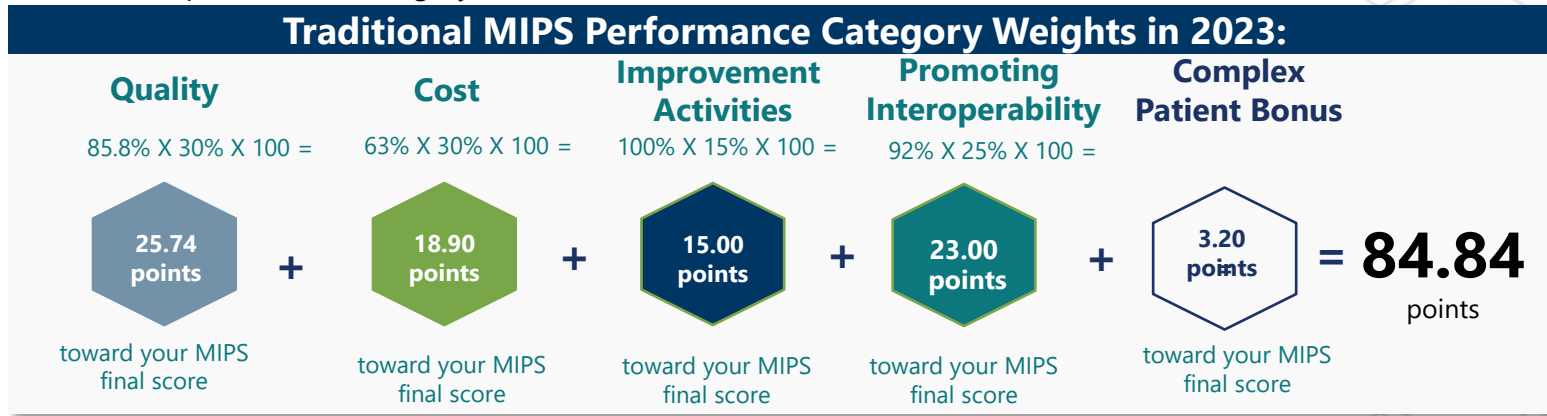 Traditional MIPS Performance Category Weights in 2023:
Quality
85.8% X 30% X 100 =
25.74
points
toward your MIPS
final score
+
Cost
63% X 30% X 100 =
18.90
points
toward your MIPS
final score
+
Improvement
Activities
100% X 15% X 100 =
15.00
points
toward your MIPS
final score
+
Promoting
Interoperability
92% X 25% X 100 =
23.00
points
toward your MIPS
final score
+
Complex
Patient Bonus
3.20
points
=
toward your MIPS
final score
= 84.84
points